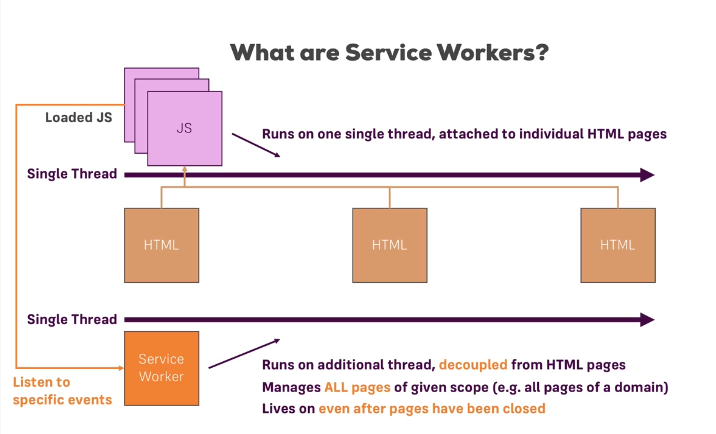 What are Service Workers?
Loaded JS
JS
Runs on one single thread, attached to individual HTML pages
Single Thread
HTML
HTML
HTML
Single Thread
Service
Worker
Runs on additional thread, decoupled from HTML pages
Manages ALL pages of given scope (e.g. all pages of a domain)
Lives on even after pages have been closed
Listen to
specific events